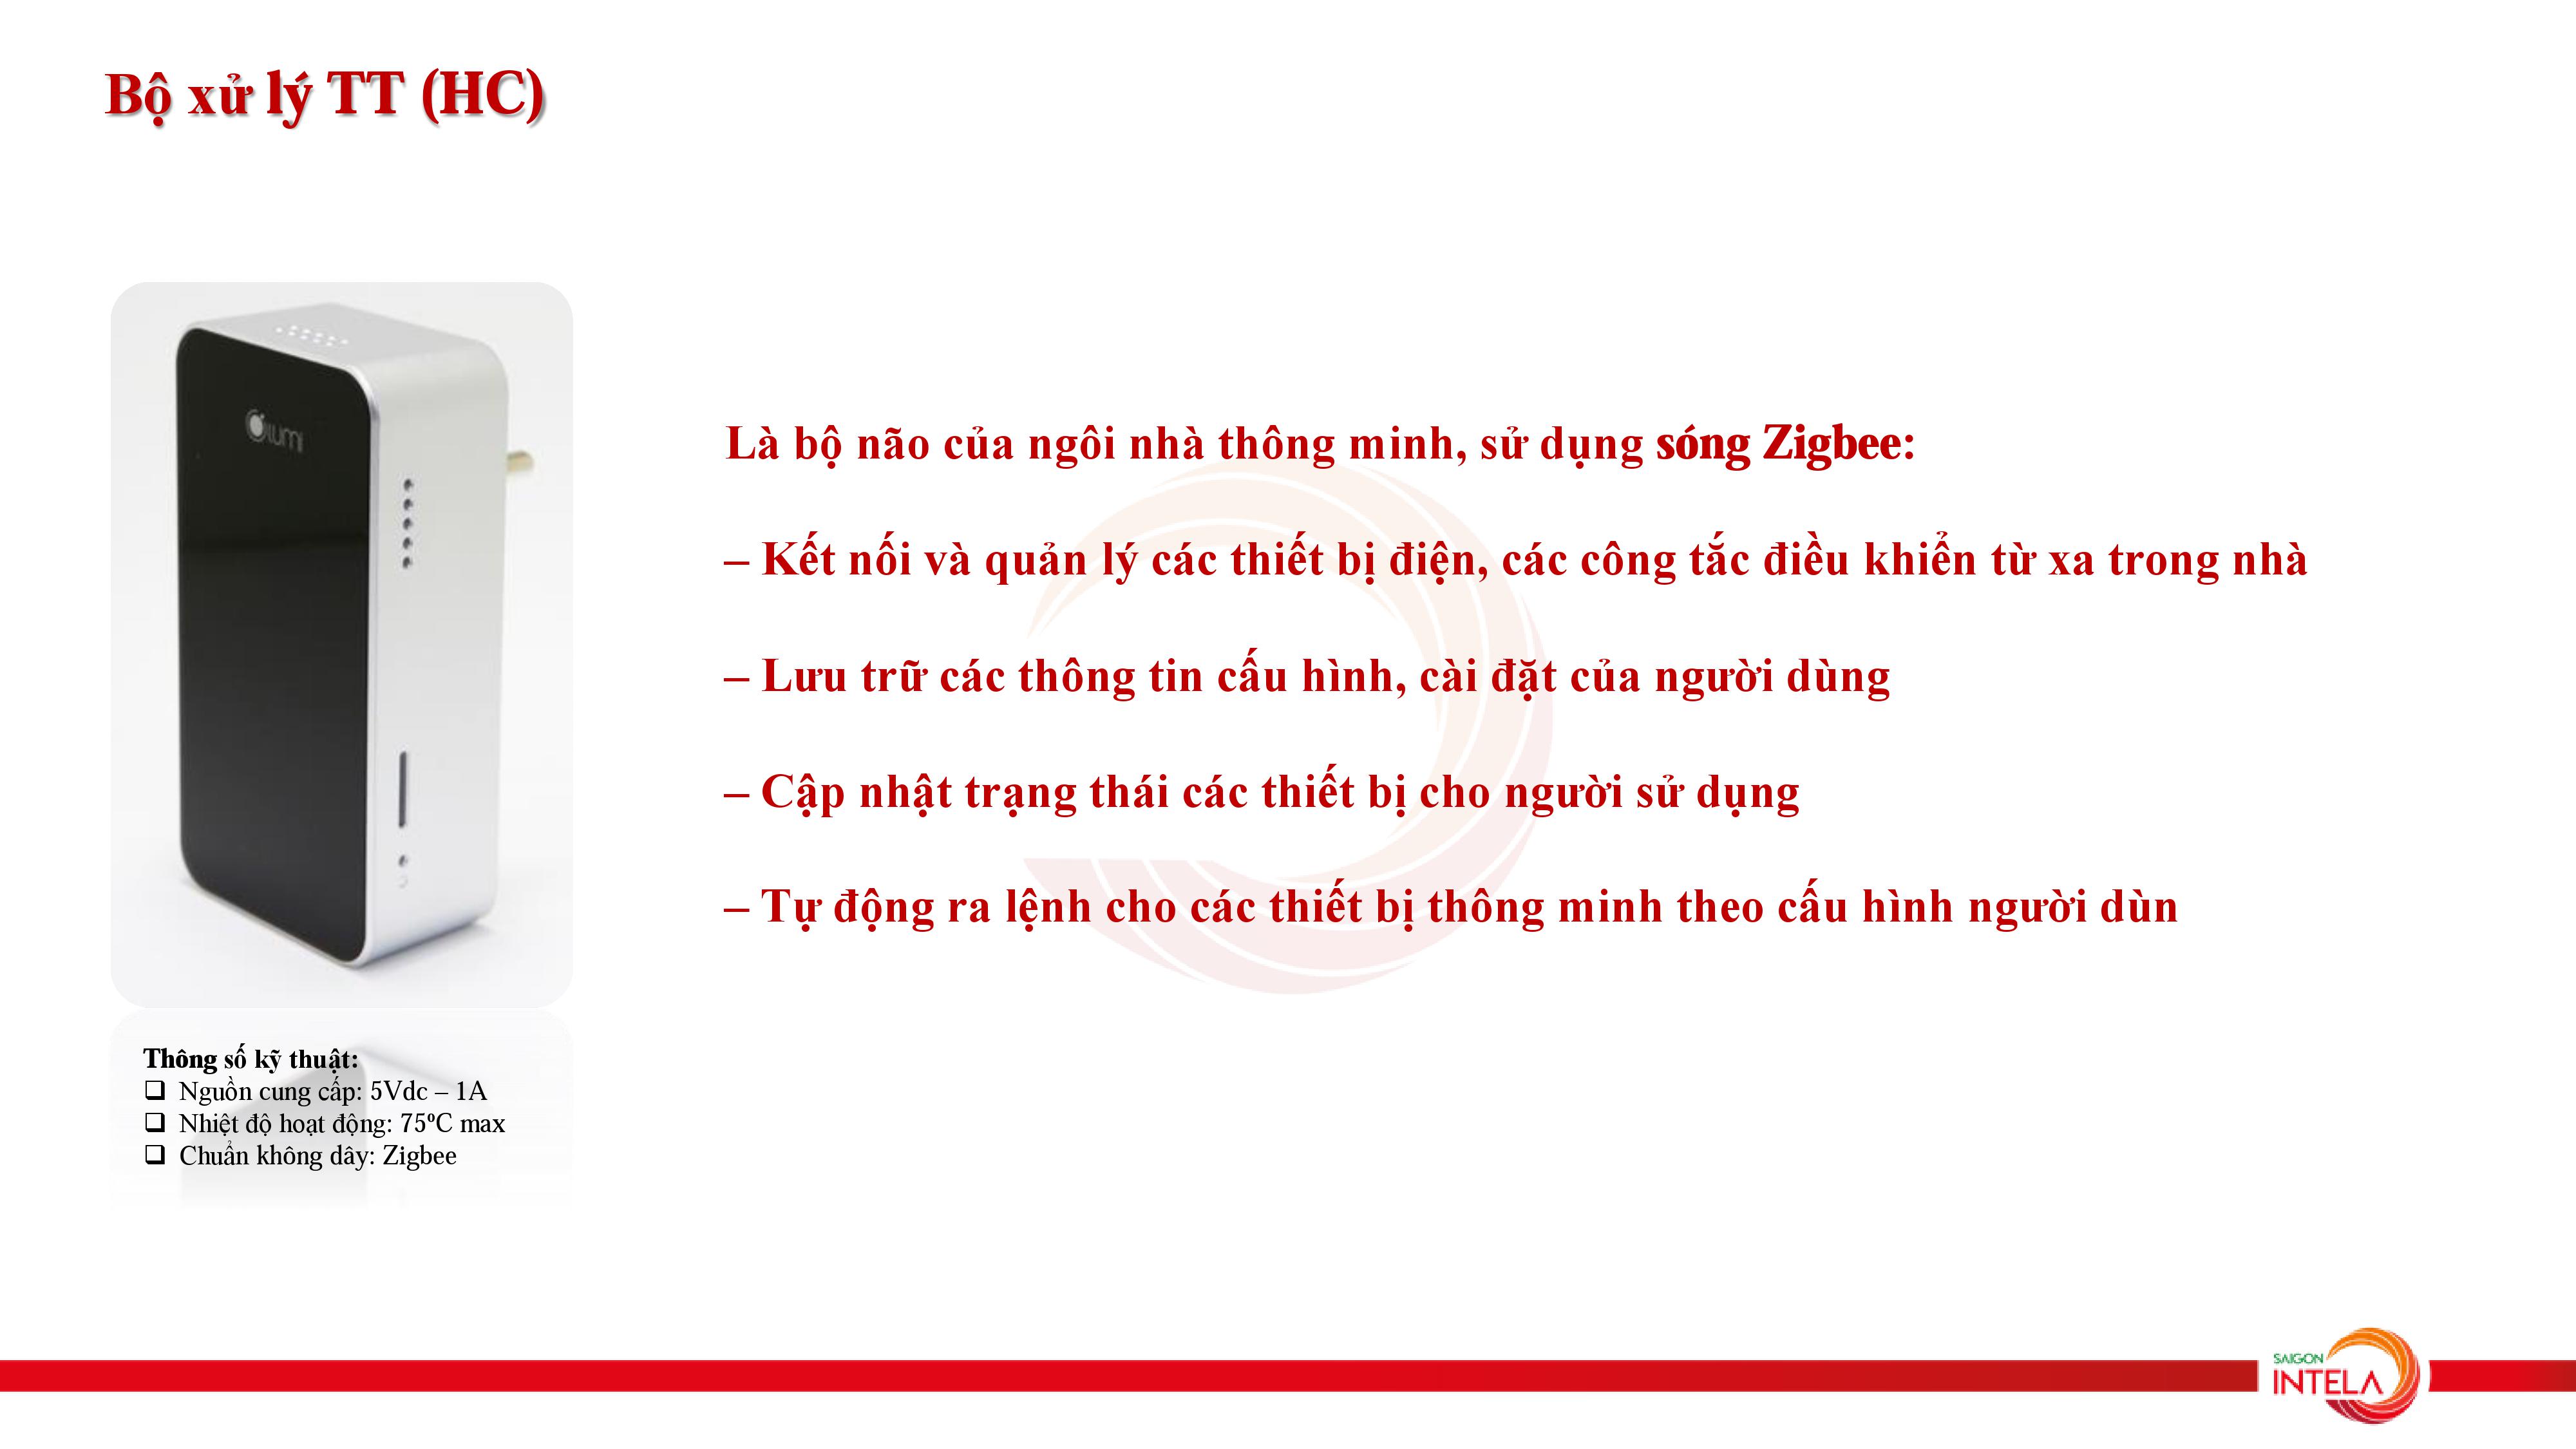 Bộ xử lý TT (HC)
lumi
Là bộ não của ngôi nhà thông minh, sử dụng sóng Zigbee:
– Kết nối và quản lý các thiết bị điện, các công tắc điều khiển từ xa trong nhà
– Lưu trữ các thông tin cấu hình, cài đặt của người dùng
– Cập nhật trạng thái các thiết bị cho người sử dụng
– Tự động ra lệnh cho các thiết bị thông minh theo cấu hình người dùn
Thông số kỹ thuật:
❑ Nguồn cung cấp: 5Vdc – 1A
❑ Nhiệt độ hoạt động: 75ºC max
❑ Chuẩn không dây: Zigbee
SAIGON
INTELA